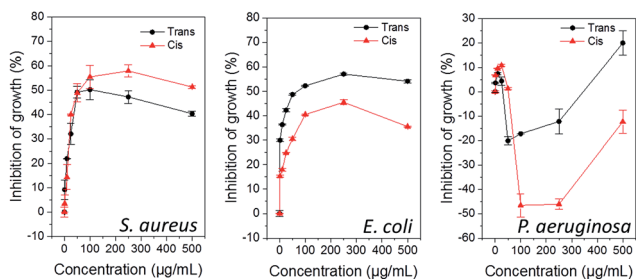 Inhibition of growth (%)
80
70
60
50
40
30
20
10
0
-10
Trans
Cis
S. aureus
0 100 200 300 400 500
Concentration (µg/mL)
Inhibition of growth (%)
80
70
60
50
40
30
20
10
0
-10
Trans
Cis
E. coli
0 100 200 300 400 500
Concentration (µg/mL)
Inhibition of growth (%)
30
20
10
0
-10
-20
-30
-40
-50
-60
Trans
Cis
P. aeruginosa
0 100 200 300 400 500
Concentration (µg/mL)